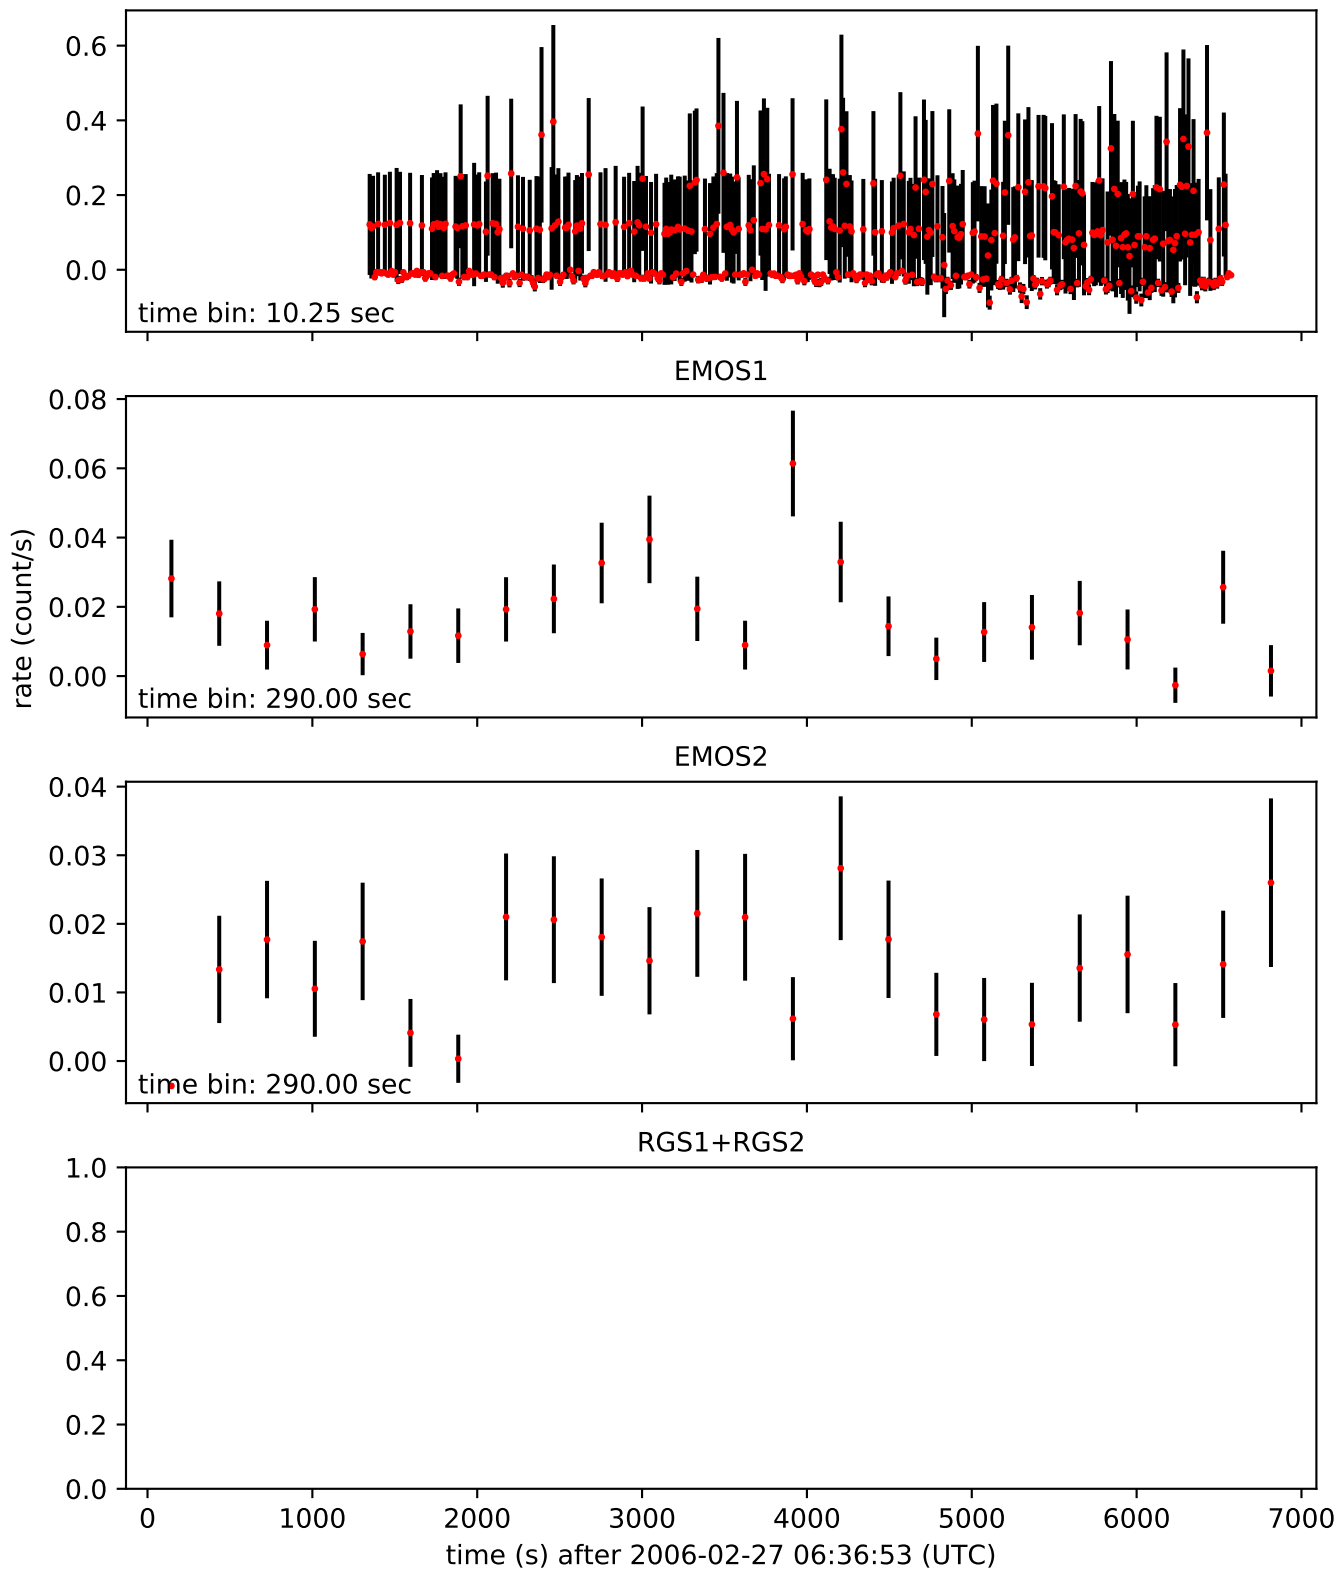 0.6
0.4
0.2
0.0
time bin: 10.25 sec
EMOS1
0.08
0.06
0.04
0.02
0.00
time bin: 290.00 sec
rate (count/s)
EMOS2
0.04
0.03
0.02
0.01
0.00
time bin: 290.00 sec
RGS1+RGS2
1.0
0.8
0.6
0.4
0.2
0.0
0 1000 2000 3000 4000 5000 6000 7000
time (s) after 2006-02-27 06:36:53 (UTC)